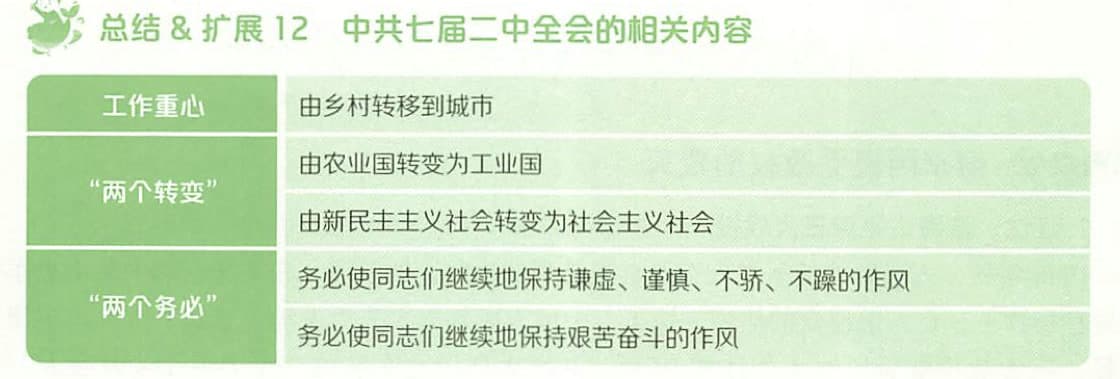 总结 & 扩展 12 中共七届二中全会的相关内容
工作重心
由乡村转移到城市
“两个转变”
由农业国转变为工业国
由新民主主义社会转变为社会主义社会
“两个务必”
务必使同志们继续地保持谦虚、谨慎、不骄、不躁的作风
务必使同志们继续地保持艰苦奋斗的作风